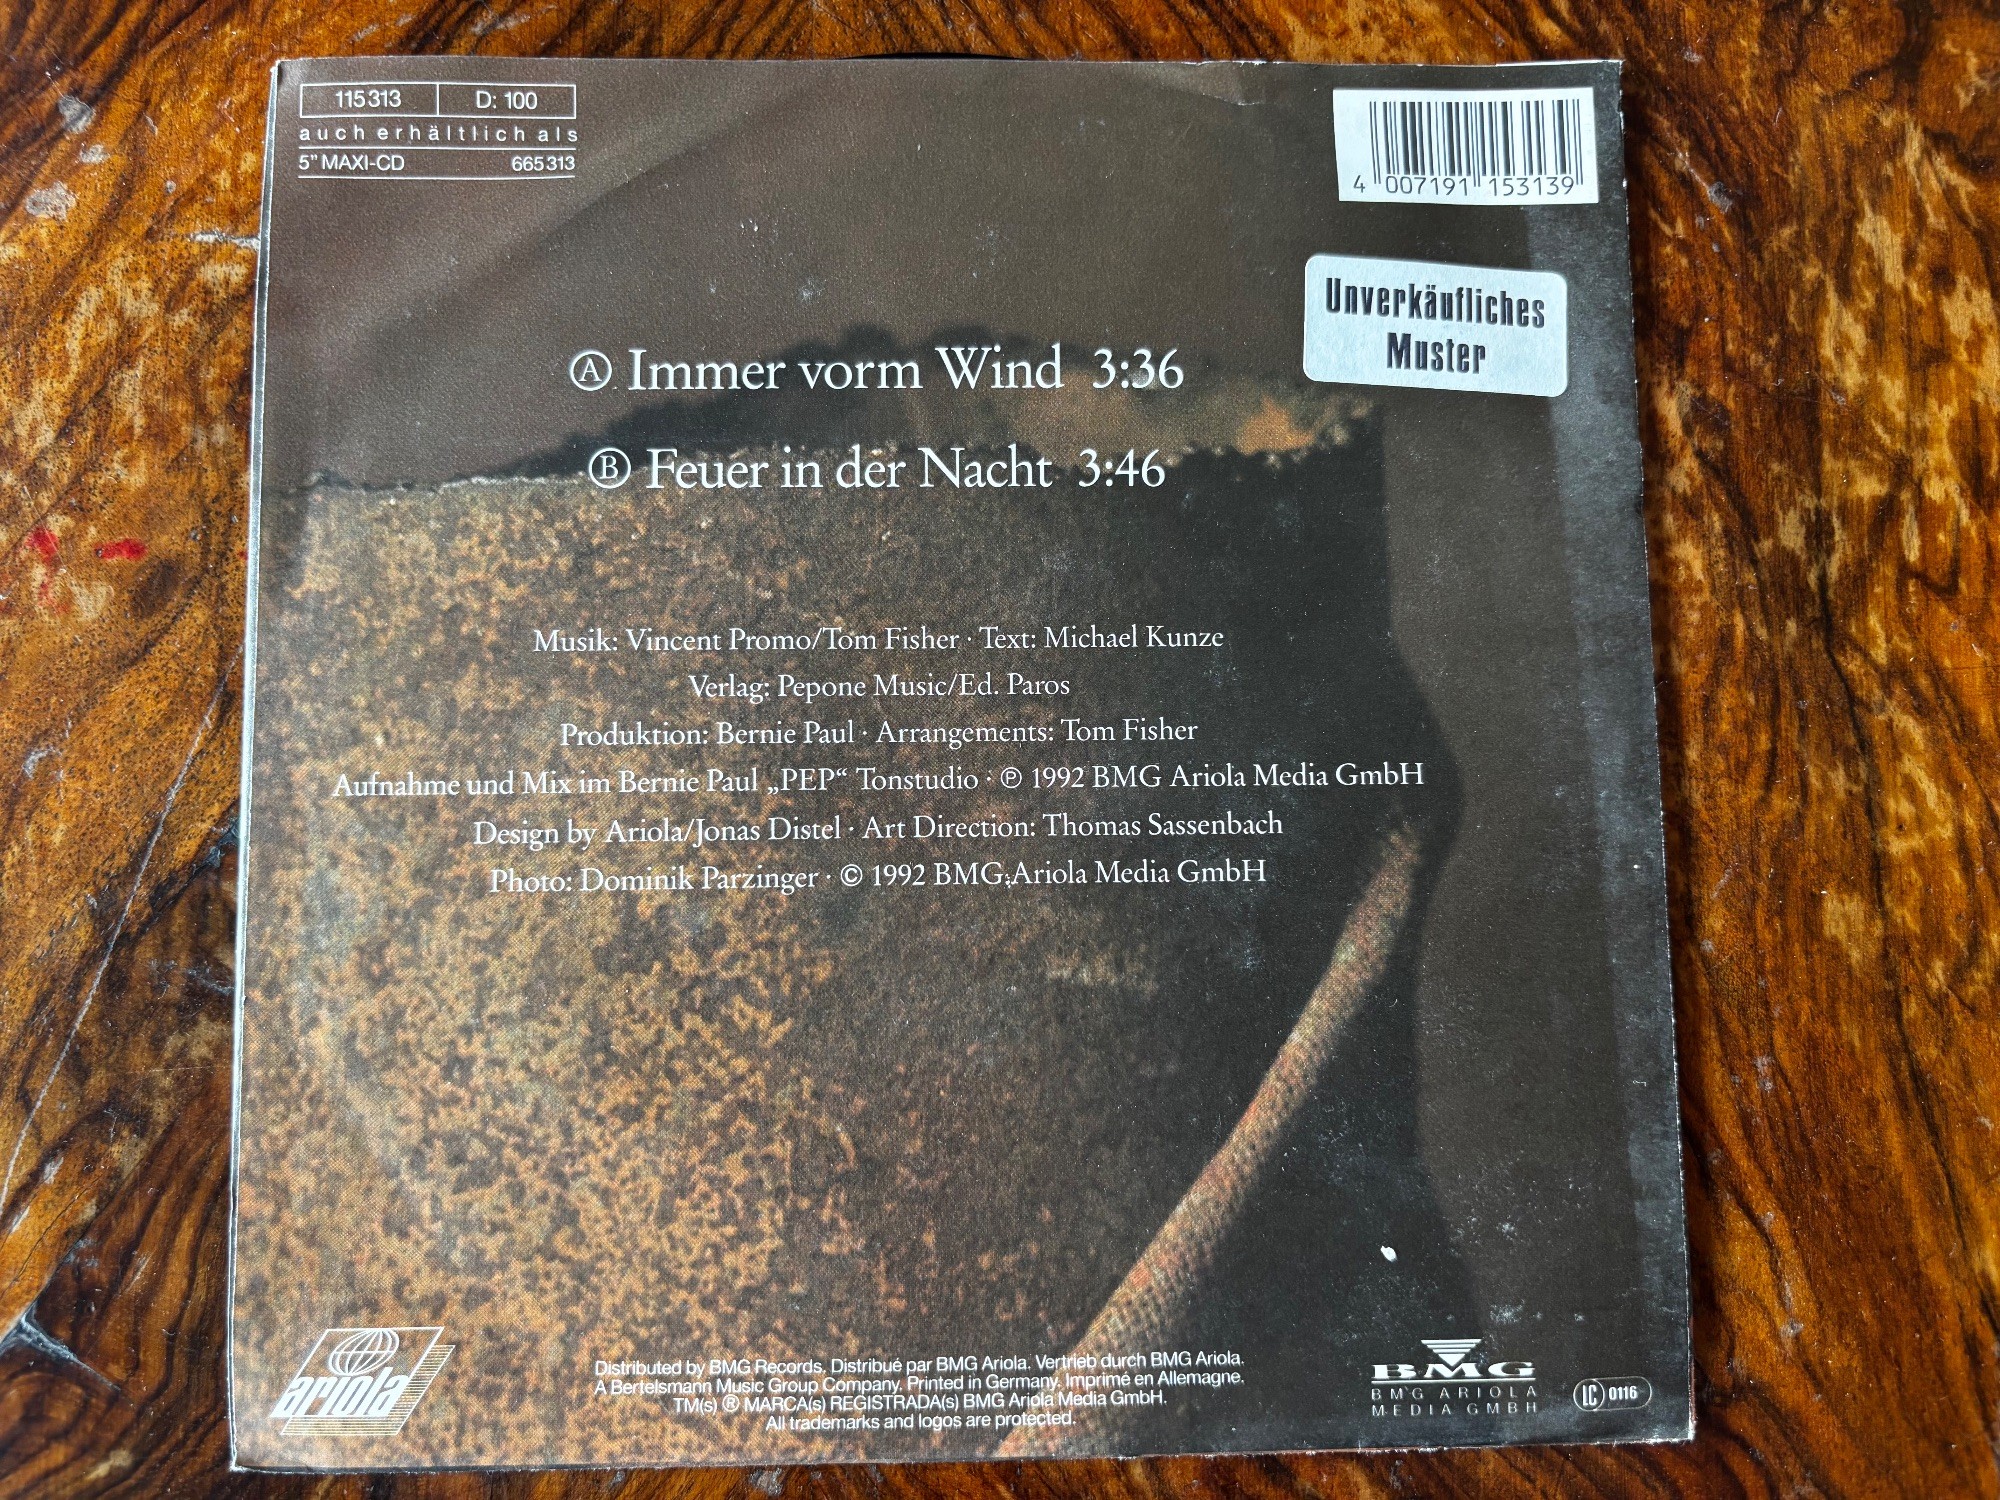 115 313 D: 100
auch erhältlich als
5" MAXI-CD 665 313
4 007191 153139
Unverkäufliches
Muster
Ⓐ Immer vorm Wind 3:36
Ⓑ Feuer in der Nacht 3:46
Musik: Vincent Promo/Tom Fisher · Text: Michael Kunze
Verlag: Pepone Music/Ed. Paros
Produktion: Bernie Paul · Arrangements: Tom Fisher
Aufnahme und Mix im Bernie Paul „PEP“ Tonstudio · ℗ 1992 BMG Ariola Media GmbH
Design by Ariola/Jonas Distel · Art Direction: Thomas Sassenbach
Photo: Dominik Parzinger · © 1992 BMG Ariola Media GmbH
ariola
Distributed by BMG Records. Distribué par BMG Ariola. Vertrieb durch BMG Ariola.
A Bertelsmann Music Group Company. Printed in Germany. Imprimé en Allemagne.
TM(s) ® MARCA(s) REGISTRADA(s) BMG Ariola Media GmbH.
All trademarks and logos are protected.
BMG
BMG ARIOLA
MEDIA GMBH
LC 0116